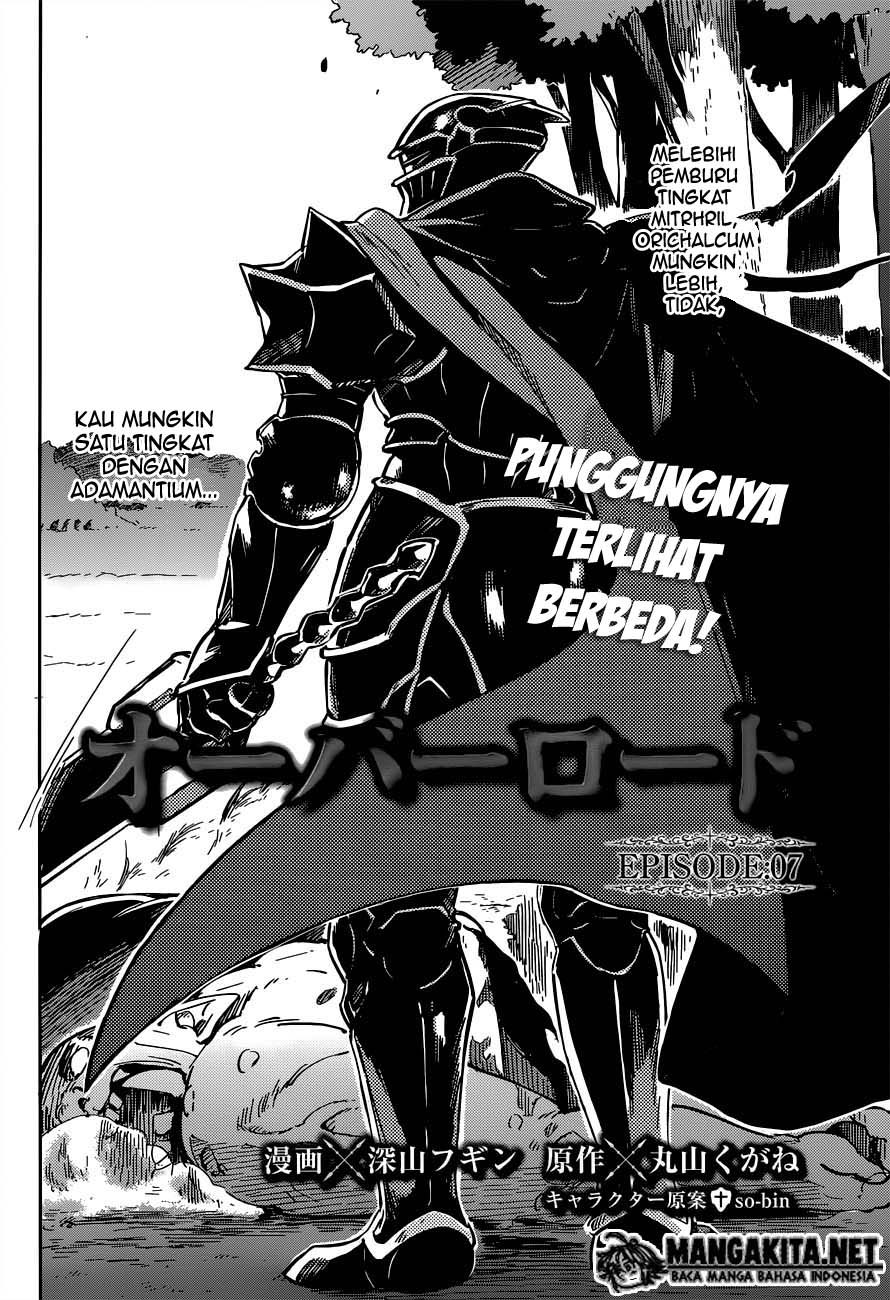 MELEBIHI
PEMBURU
TINGKAT
MITRHRIL,
ORICHALCUM
MUNGKIN
LEBIH,
TIDAK,
KAU MUNGKIN
SATU TINGKAT
DENGAN
ADAMANTIUM...
PUNGGUNGNYA
TERLIHAT
BERBEDA!
オーバーロード
EPISODE:07
漫画×深山フギン 原作×丸山くがね
キャラクター原案 so-bin
MANGAKITA.NET
BACA MANGA BAHASA INDONESIA